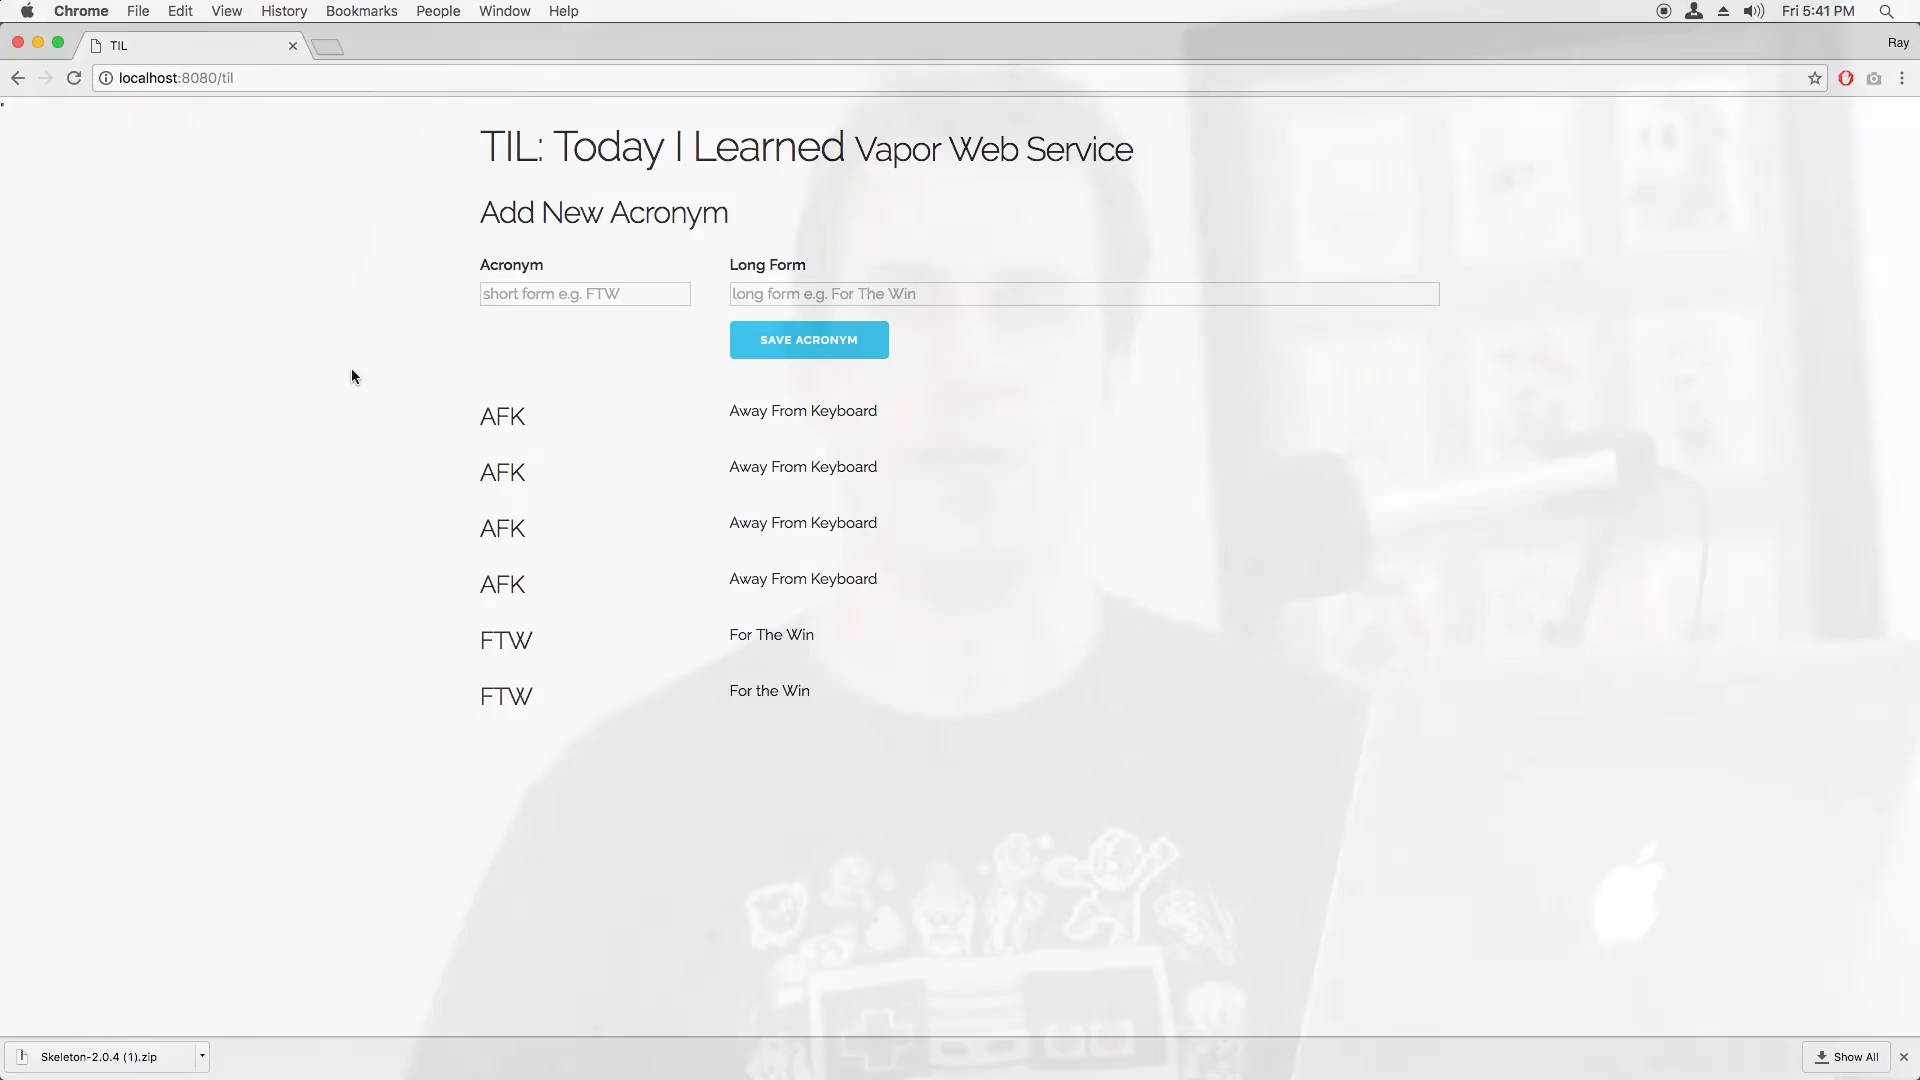 Chrome File Edit View History Bookmarks People Window Help Fri 5:41 PM
TIL Ray
localhost:8080/til
"
TIL: Today I Learned Vapor Web Service
Add New Acronym
Acronym Long Form
short form e.g. FTW long form e.g. For The Win
SAVE ACRONYM
AFK Away From Keyboard
AFK Away From Keyboard
AFK Away From Keyboard
AFK Away From Keyboard
FTW For The Win
FTW For the Win
Skeleton-2.0.4 (1).zip Show All